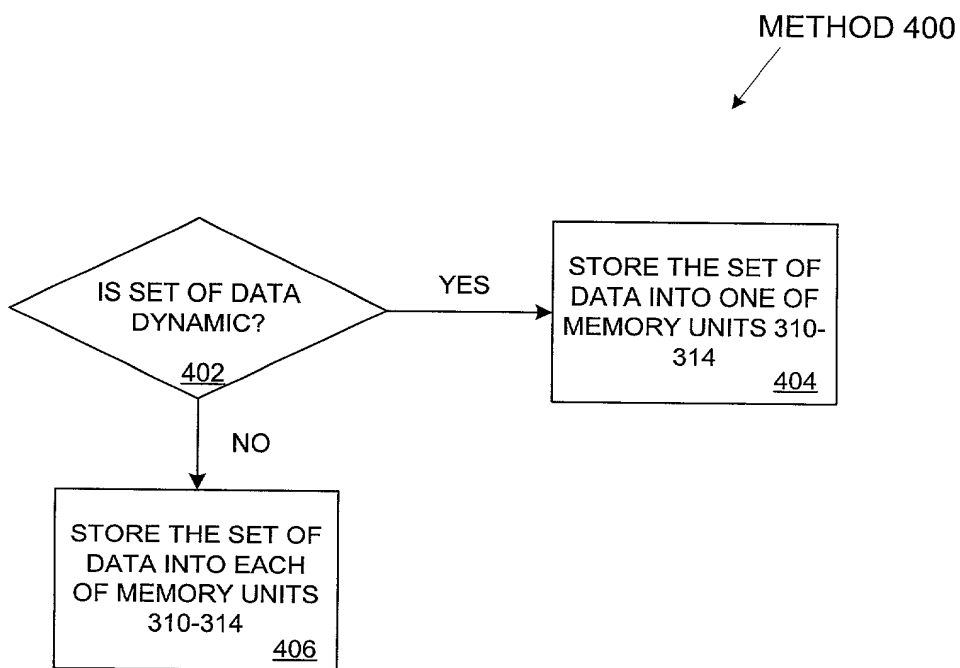 METHOD 400
IS SET OF DATA
DYNAMIC?
402
YES
STORE THE SET OF
DATA INTO ONE OF
MEMORY UNITS 310-
314
404
NO
STORE THE SET OF
DATA INTO EACH
OF MEMORY UNITS
310-314
406